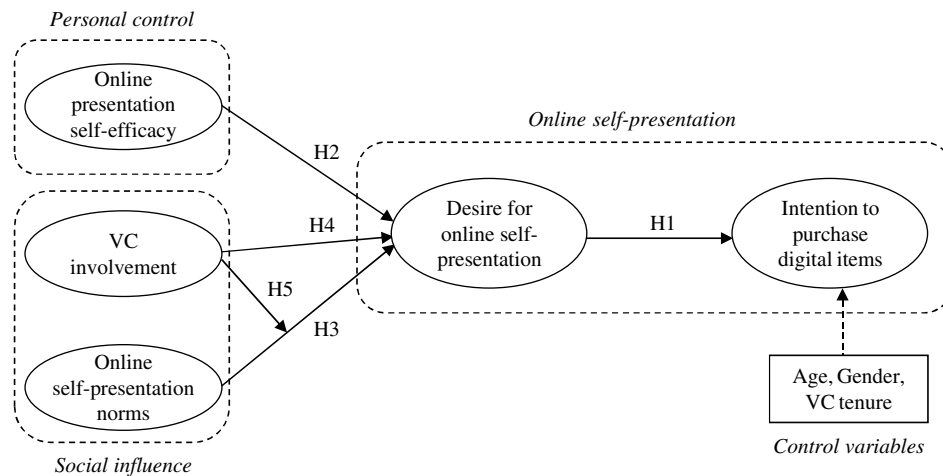 Personal control
Online
presentation
self-efficacy
Online self-presentation
H2
Desire for
online self-
presentation
H1
Intention to
purchase
digital items
VC
involvement
H4
H5
H3
Online
self-presentation
norms
Age, Gender,
VC tenure
Control variables
Social influence